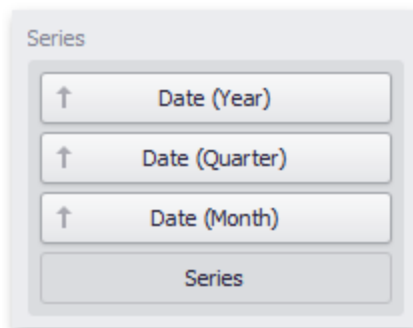 Series
Date (Year)
Date (Quarter)
Date (Month)
Series